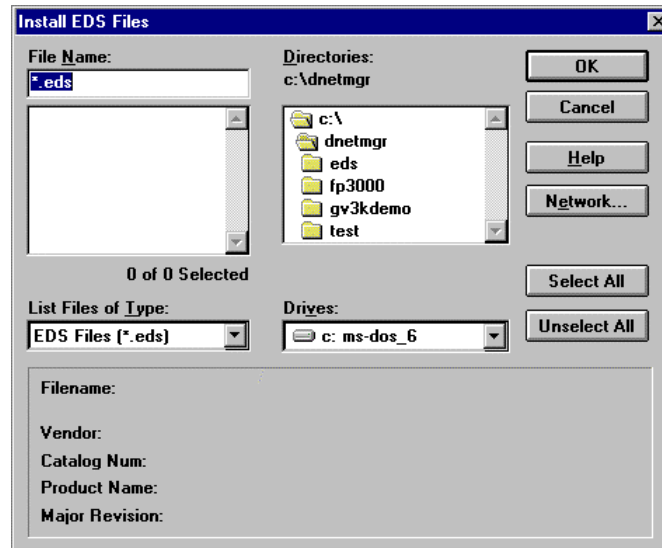 Install EDS Files
File Name:
*.eds
0 of 0 Selected
List Files of Type:
EDS Files (*.eds)
Directories:
c:\dnetmgr
c:\
dnetmgr
eds
fp3000
gv3kdemo
test
Drives:
c: ms-dos_6
OK
Cancel
Help
Network...
Select All
Unselect All
Filename:
Vendor:
Catalog Num:
Product Name:
Major Revision: